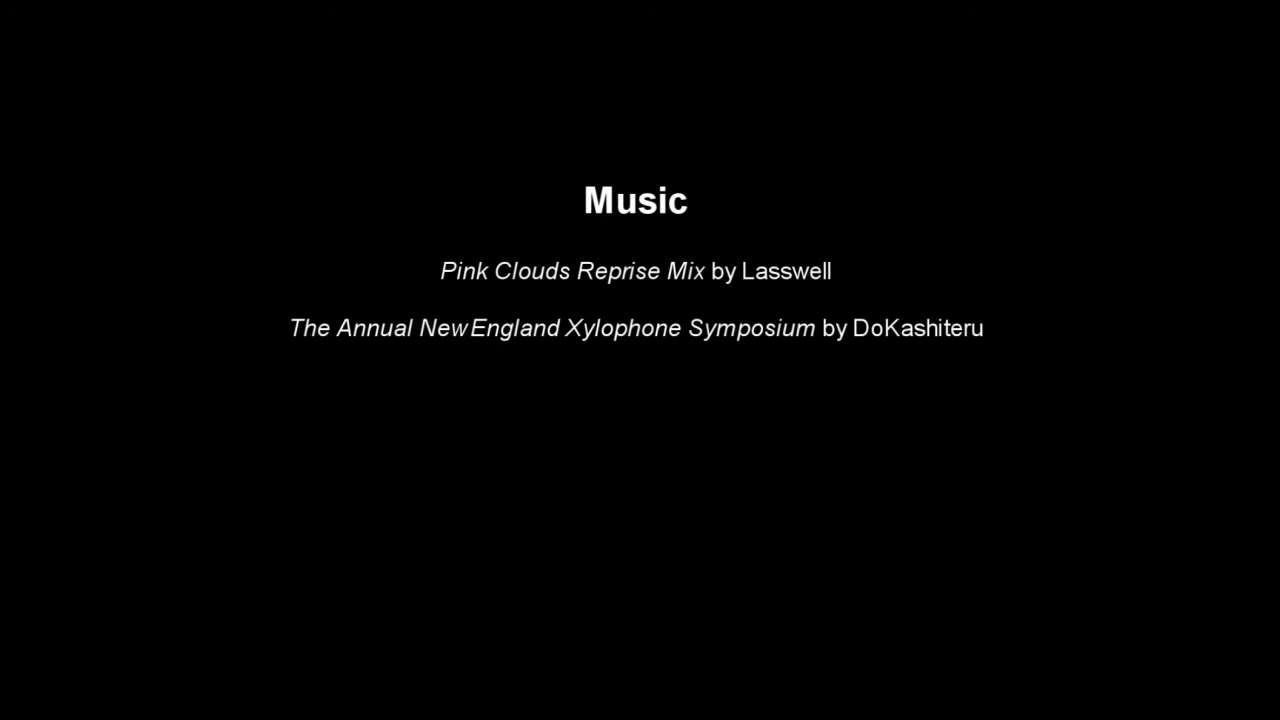 Music
Pink Clouds Reprise Mix by Lasswell
The Annual New England Xylophone Symposium by DoKashiteru